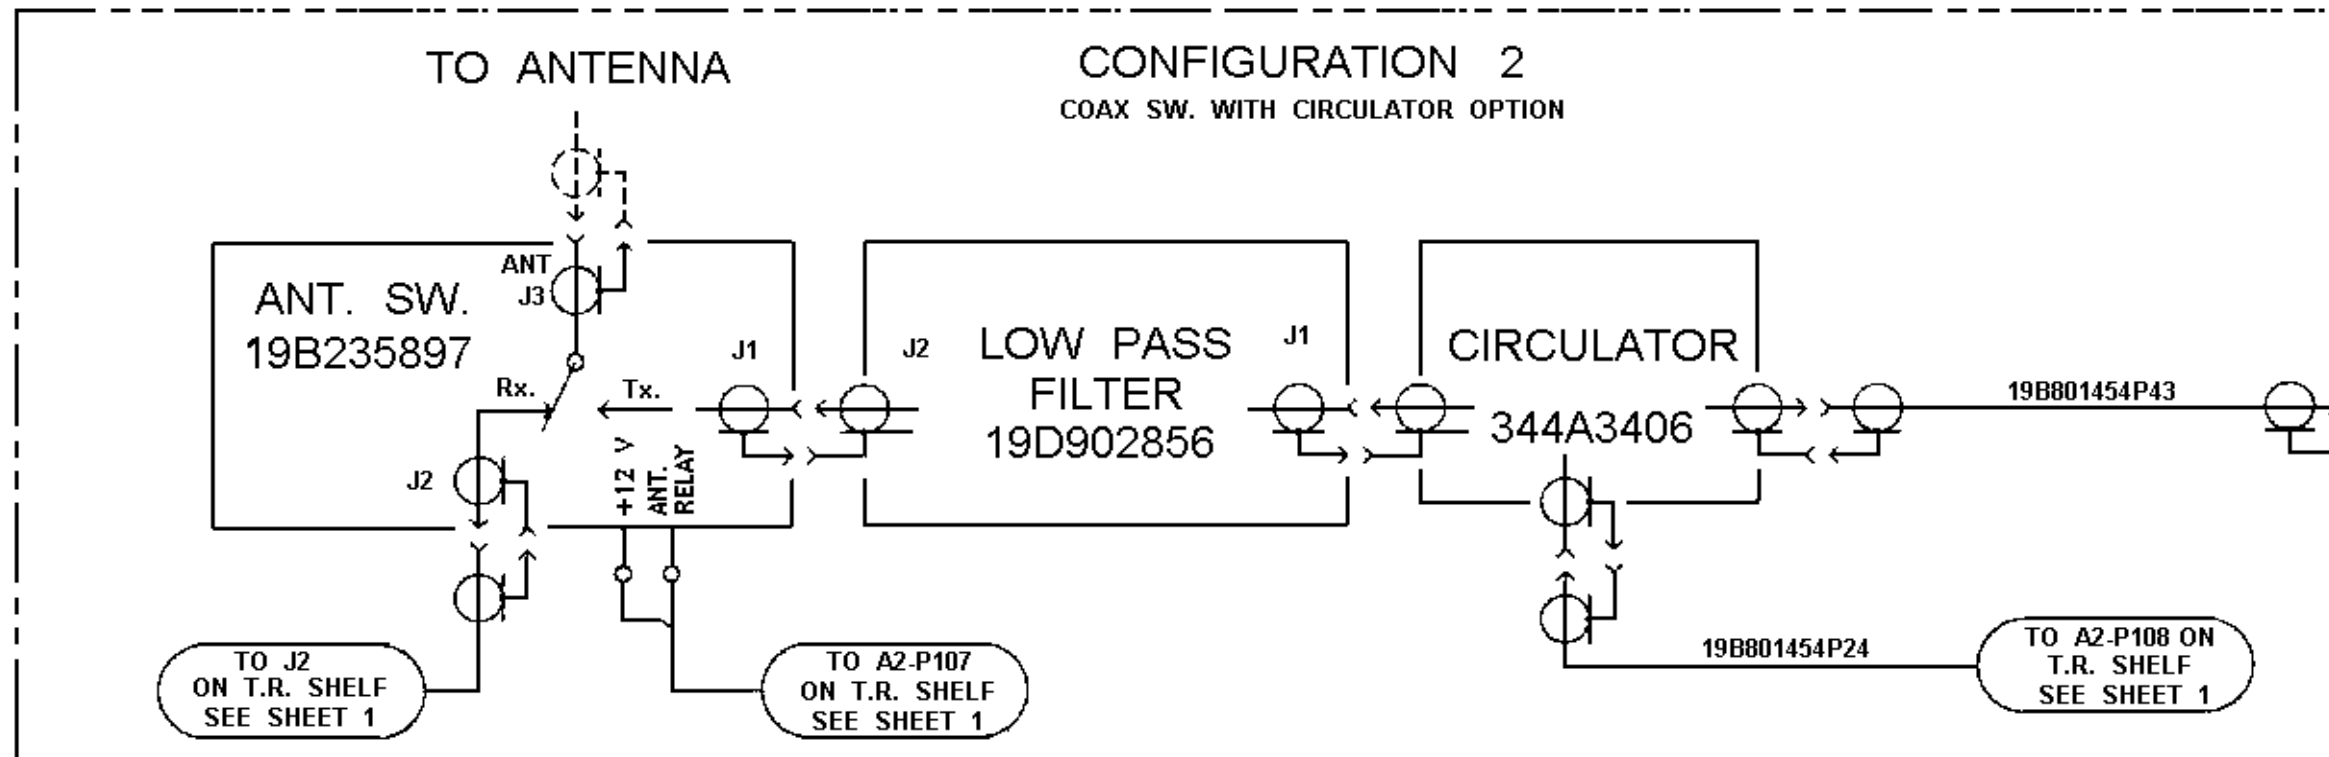 TO ANTENNA
CONFIGURATION 2
COAX SW. WITH CIRCULATOR OPTION
ANT
J3
ANT. SW.
19B235897
J1
J2
LOW PASS
FILTER
19D902856
J1
CIRCULATOR
344A3406
19B801454P43
Rx.
Tx.
J2
+12 V
ANT.
RELAY
TO J2
ON T.R. SHELF
SEE SHEET 1
TO A2-P107
ON T.R. SHELF
SEE SHEET 1
19B801454P24
TO A2-P108 ON
T.R. SHELF
SEE SHEET 1